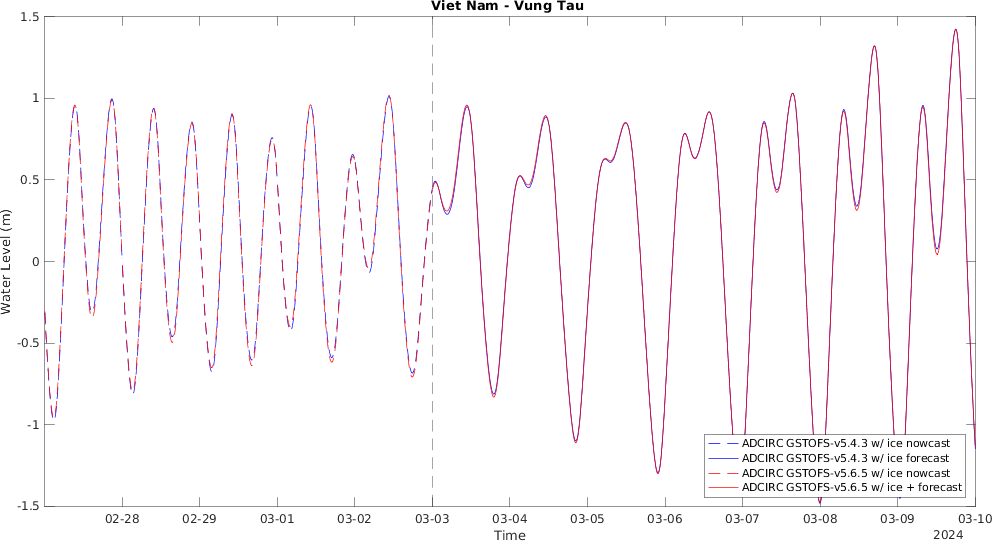 Viet Nam - Vung Tau
1.5
1
0.5
0
-0.5
-1
-1.5
Water Level (m)
ADCIRC GSTOFS-v5.4.3 w/ ice nowcast
ADCIRC GSTOFS-v5.4.3 w/ ice forecast
ADCIRC GSTOFS-v5.6.5 w/ ice nowcast
ADCIRC GSTOFS-v5.6.5 w/ ice + forecast
02-28 02-29 03-01 03-02 03-03 03-04 03-05 03-06 03-07 03-08 03-09 03-10
Time
2024